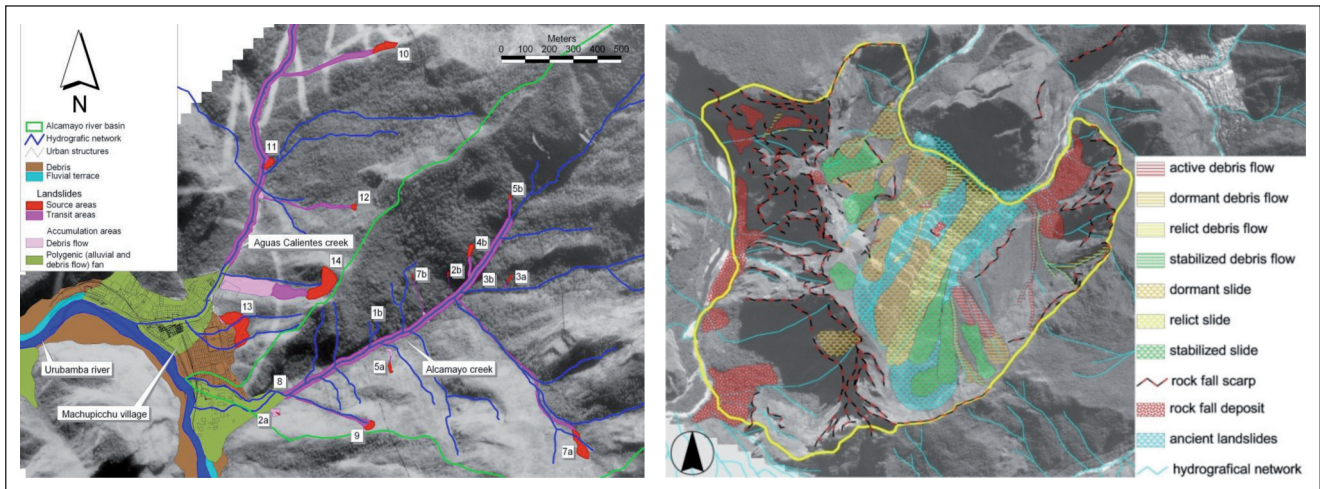 N
Alcamayo river basin
Hydrografic network
Urban structures
Debris
Fluvial terrace
Landslides
Source areas
Transit areas
Accumulation areas
Debris flow
Polygenic (alluvial and
debris flow) fan
Meters
0 100 200 300 400 500
10
11
12
5b
Aguas Calientes creek
4b
14
7b
2b
3b
3a
13
1b
Urubamba river
5a
8
Alcamayo creek
Machupicchu village
2a
9
7a
active debris flow
dormant debris flow
relict debris flow
stabilized debris flow
dormant slide
relict slide
stabilized slide
rock fall scarp
rock fall deposit
ancient landslides
hydrografical network